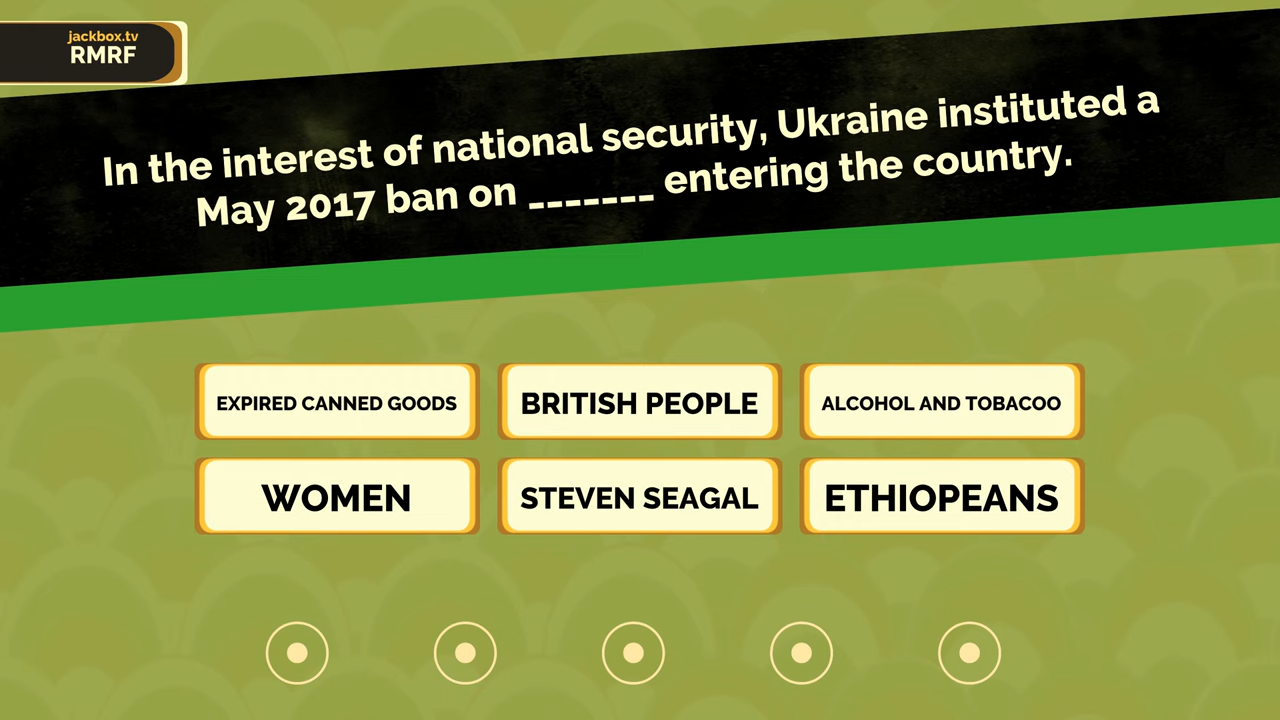 jackbox.tv
RMRF
In the interest of national security, Ukraine instituted a
May 2017 ban on _______ entering the country.
EXPIRED CANNED GOODS
BRITISH PEOPLE
ALCOHOL AND TOBACOO
WOMEN
STEVEN SEAGAL
ETHIOPEANS